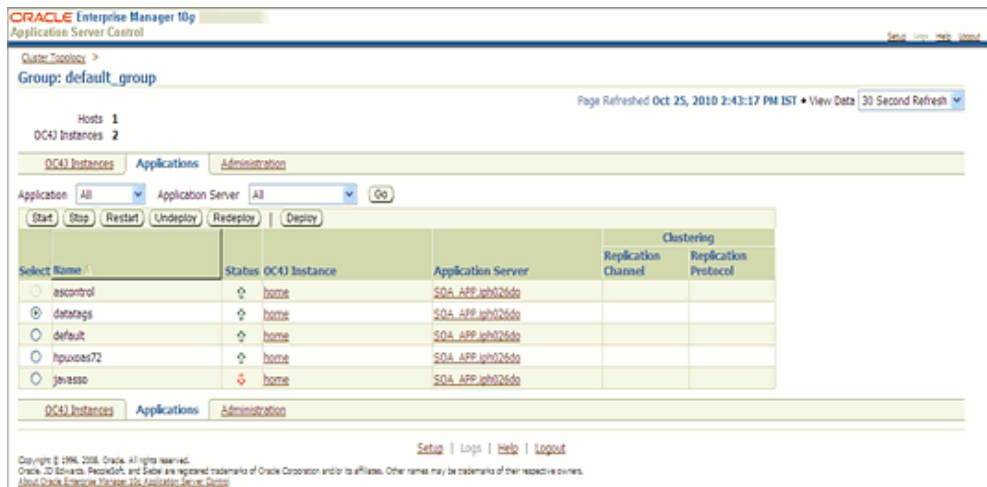 ORACLE Enterprise Manager 10g
Application Server Control
Setup Logs Help Logout
Cluster Topology >
Group: default_group
Page Refreshed Oct 25, 2010 2:43:17 PM IST • View Data 30 Second Refresh
Hosts 1
OC4J Instances 2
OC4J Instances Applications Administration
Application All Application Server All Go
Start Stop Restart Undeploy Redeploy | Deploy
Clustering
Select Name Status OC4J Instance Application Server Replication Channel Replication Protocol
ascontrol home SOA_APP.iph026do
datatags home SOA_APP.iph026do
default home SOA_APP.iph026do
hpuxoas72 home SOA_APP.iph026do
javasso home SOA_APP.iph026do
OC4J Instances Applications Administration
Setup | Logs | Help | Logout
Copyright © 1996, 2008, Oracle. All rights reserved.
Oracle, JD Edwards, PeopleSoft, and Siebel are registered trademarks of Oracle Corporation and/or its affiliates. Other names may be trademarks of their respective owners.
About Oracle Enterprise Manager 10g Application Server Control